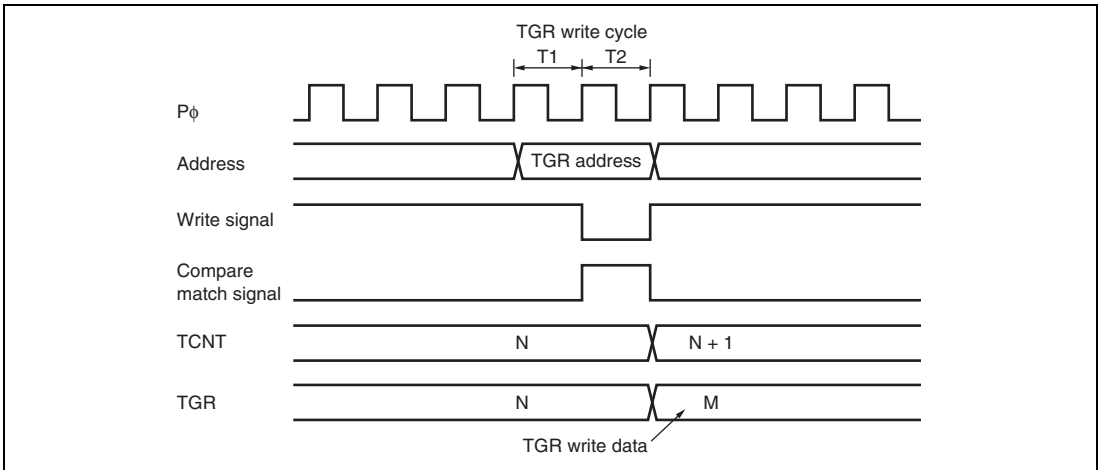 TGR write cycle
T1 T2
Pϕ
Address TGR address
Write signal
Compare
match signal
TCNT N N + 1
TGR N M
TGR write data